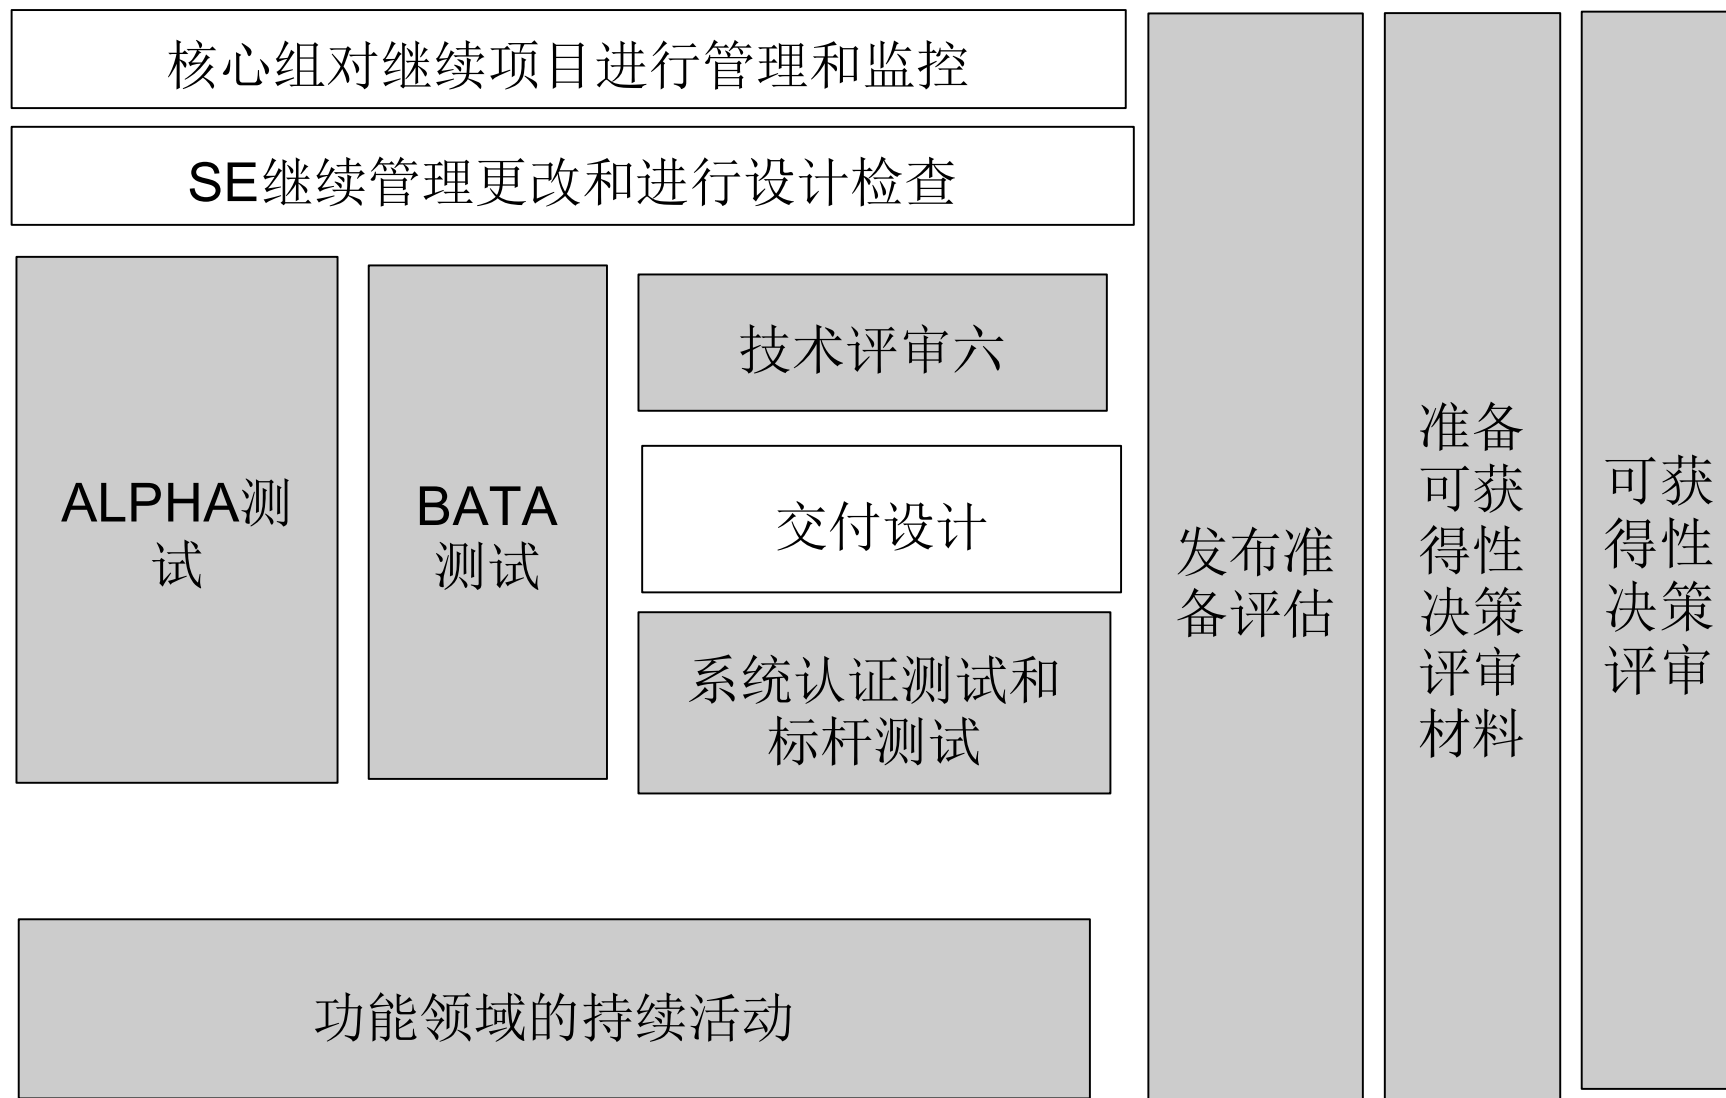 核心组对继续项目进行管理和监控
SE继续管理更改和进行设计检查
ALPHA测
试
BATA
测试
技术评审六
交付设计
系统认证测试和
标杆测试
功能领域的持续活动
发布准
备评估
准备
可获
得性
决策
评审
材料
可获
得性
决策
评审